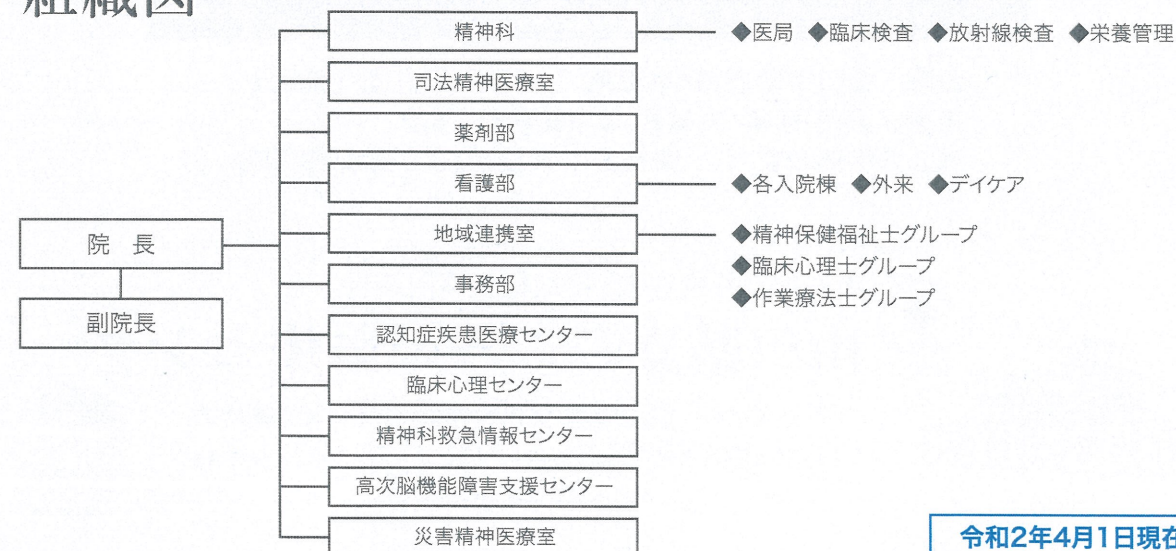 組織図
精神科
◆医局 ◆臨床検査 ◆放射線検査 ◆栄養管理
司法精神医療室
薬剤部
看護部
◆各入院棟 ◆外来 ◆デイケア
院　長
副院長
地域連携室
◆精神保健福祉士グループ
◆臨床心理士グループ
◆作業療法士グループ
事務部
認知症疾患医療センター
臨床心理センター
精神科救急情報センター
高次脳機能障害支援センター
災害精神医療室
令和2年4月1日現在